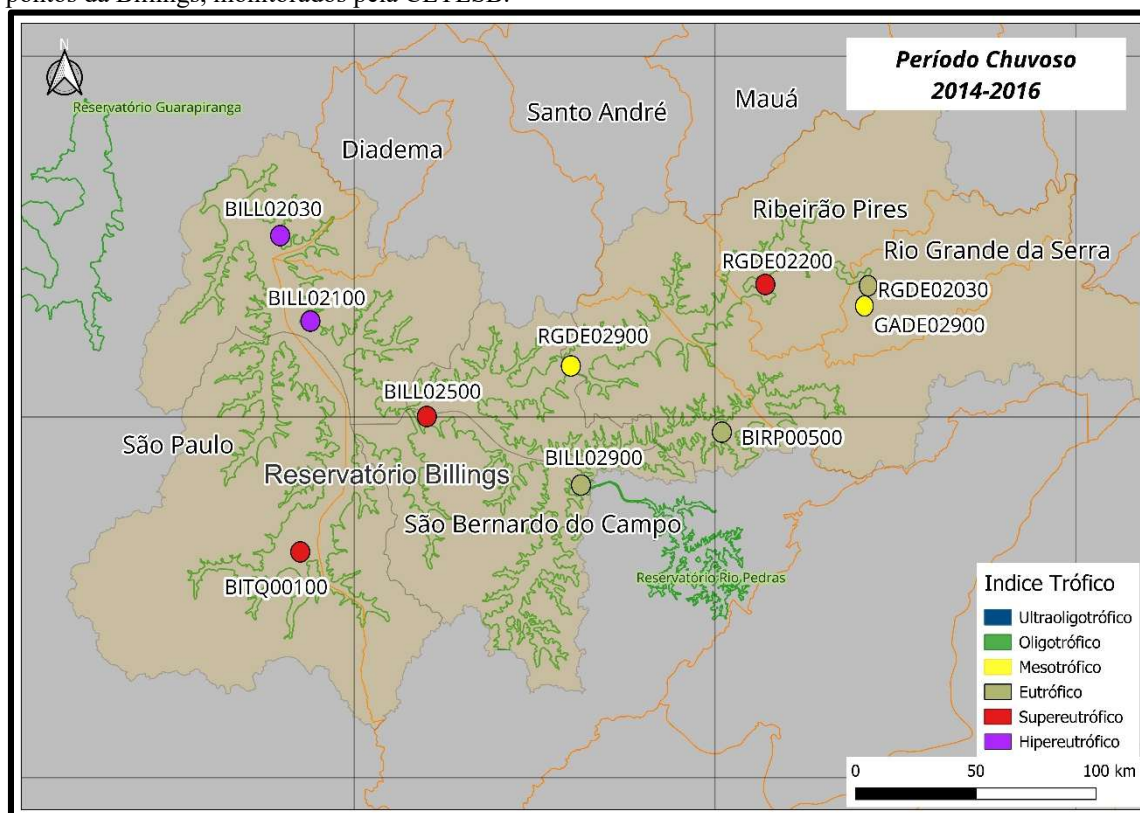 pontos da Billings, monitorados pela CETESB.
N
Período Chuvoso
2014-2016
Reservatório Guarapiranga
Mauá
Santo André
Diadema
Ribeirão Pires
BILL02030
Rio Grande da Serra
RGDE02200
RGDE02030
BILL02100
GADE02900
RGDE02900
BILL02500
São Paulo
BIRP00500
BILL02900
Reservatório Billings
São Bernardo do Campo
Reservatório Rio Pedras
BITQ00100
Indice Trófico
Ultraoligotrófico
Oligotrófico
Mesotrófico
Eutrófico
Supereutrófico
Hipereutrófico
0 50 100 km